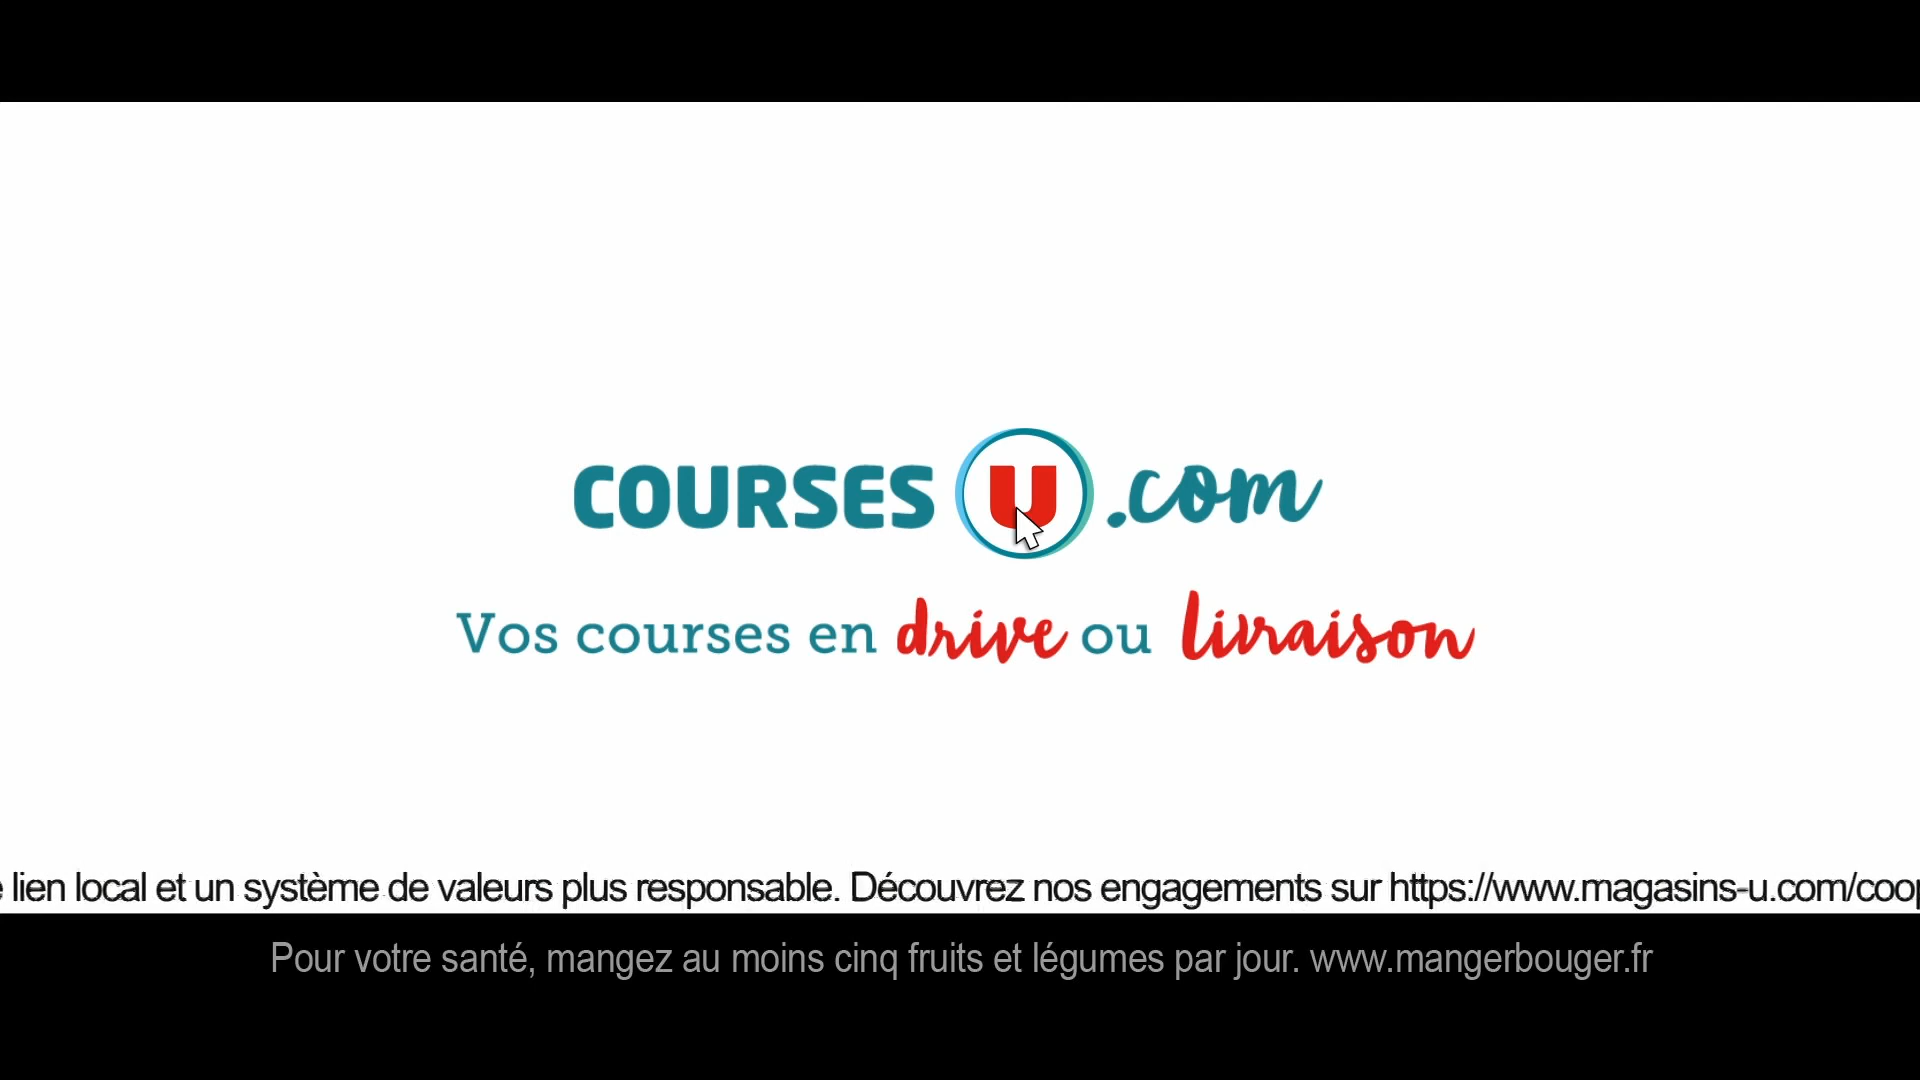 COURSES U .com
Vos courses en drive ou livraison
lien local et un système de valeurs plus responsable. Découvrez nos engagements sur https://www.magasins-u.com/coop
Pour votre santé, mangez au moins cinq fruits et légumes par jour. www.mangerbouger.fr